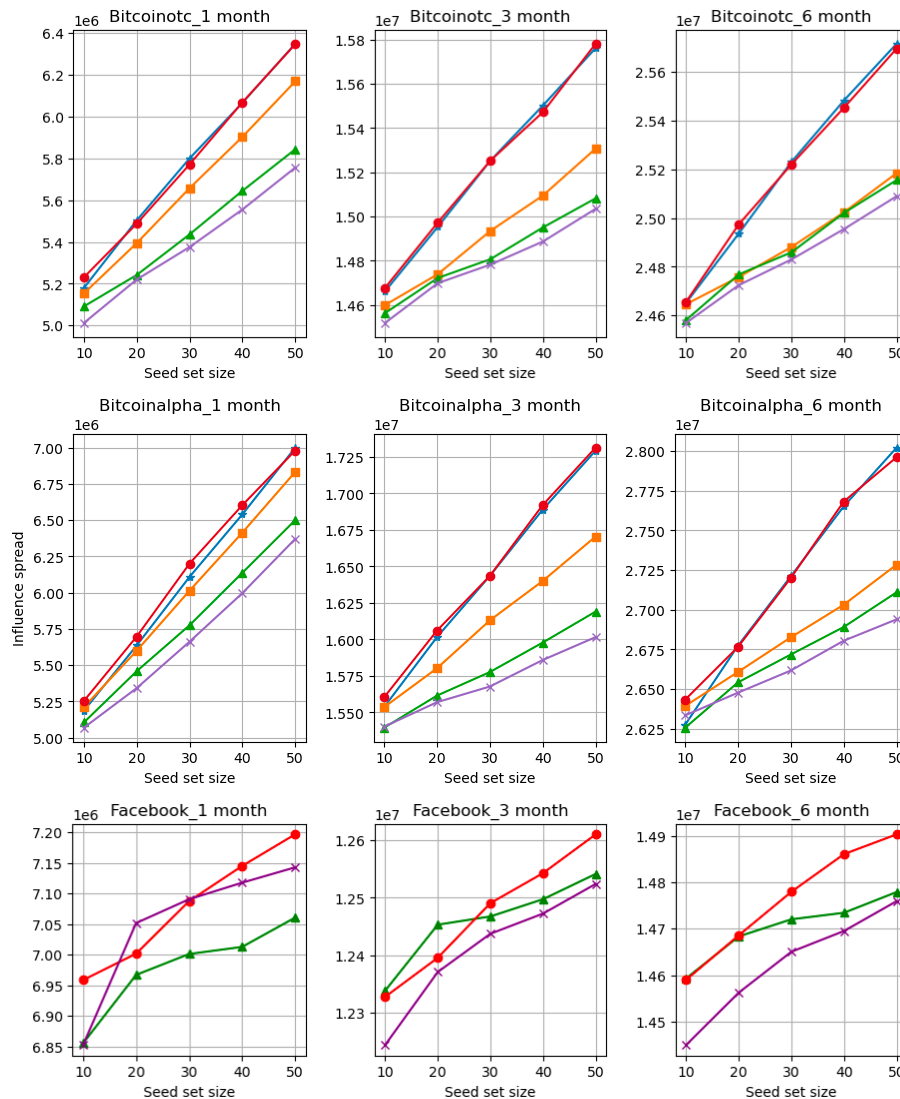 Bitcoinotc_1 month
1e6
6.4
6.2
6.0
5.8
5.6
5.4
5.2
5.0
10 20 30 40 50
Seed set size
Bitcoinotc_3 month
1e7
1.58
1.56
1.54
1.52
1.50
1.48
1.46
10 20 30 40 50
Seed set size
Bitcoinotc_6 month
1e7
2.56
2.54
2.52
2.50
2.48
2.46
10 20 30 40 50
Seed set size
Bitcoinalpha_1 month
1e6
7.00
6.75
6.50
6.25
6.00
5.75
5.50
5.25
5.00
Influence spread
10 20 30 40 50
Seed set size
Bitcoinalpha_3 month
1e7
1.725
1.700
1.675
1.650
1.625
1.600
1.575
1.550
10 20 30 40 50
Seed set size
Bitcoinalpha_6 month
1e7
2.800
2.775
2.750
2.725
2.700
2.675
2.650
2.625
10 20 30 40 50
Seed set size
Facebook_1 month
1e6
7.20
7.15
7.10
7.05
7.00
6.95
6.90
6.85
10 20 30 40 50
Seed set size
Facebook_3 month
1e7
1.26
1.25
1.24
1.23
10 20 30 40 50
Seed set size
Facebook_6 month
1e7
1.49
1.48
1.47
1.46
1.45
10 20 30 40 50
Seed set size